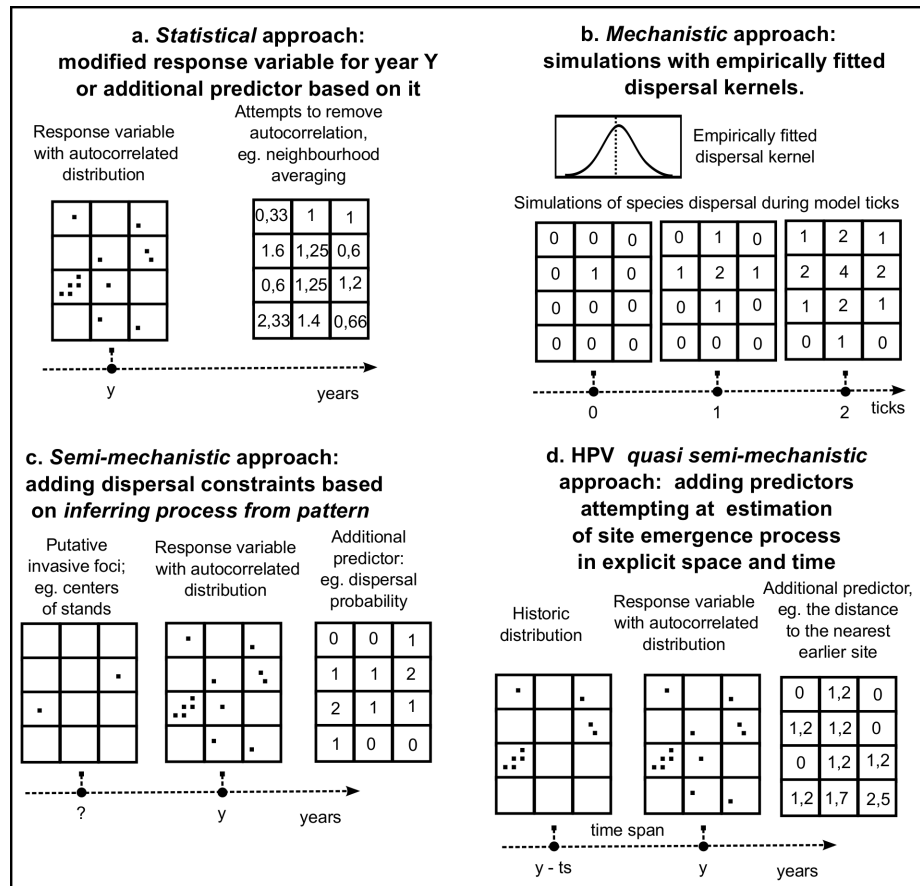 a. Statistical approach:
modified response variable for year Y
or additional predictor based on it
Response variable
with autocorrelated
distribution
Attempts to remove
autocorrelation,
eg. neighbourhood
averaging
0,33 1 1
1.6 1,25 0,6
0,6 1,25 1,2
2,33 1.4 0,66
y
years
b. Mechanistic approach:
simulations with empirically fitted
dispersal kernels.
Empirically fitted
dispersal kernel
Simulations of species dispersal during model ticks
0 0 0
0 1 0
0 0 0
0 0 0
0 1 0
1 2 1
0 1 0
0 0 0
1 2 1
2 4 2
1 2 1
0 1 0
0 1 2 ticks
c. Semi-mechanistic approach:
adding dispersal constraints based
on inferring process from pattern
Putative
invasive foci;
eg. centers
of stands
Response variable
with autocorrelated
distribution
Additional
predictor:
eg. dispersal
probability
0 0 1
1 1 2
2 1 1
1 0 0
? y years
d. HPV quasi semi-mechanistic
approach: adding predictors
attempting at estimation
of site emergence process
in explicit space and time
Historic
distribution
Response variable
with autocorrelated
distribution
Additional predictor,
eg. the distance
to the nearest
earlier site
0 1,2 0
1,2 1,2 0
0 1,2 1,2
1,2 1,7 2,5
time span
y - ts y years